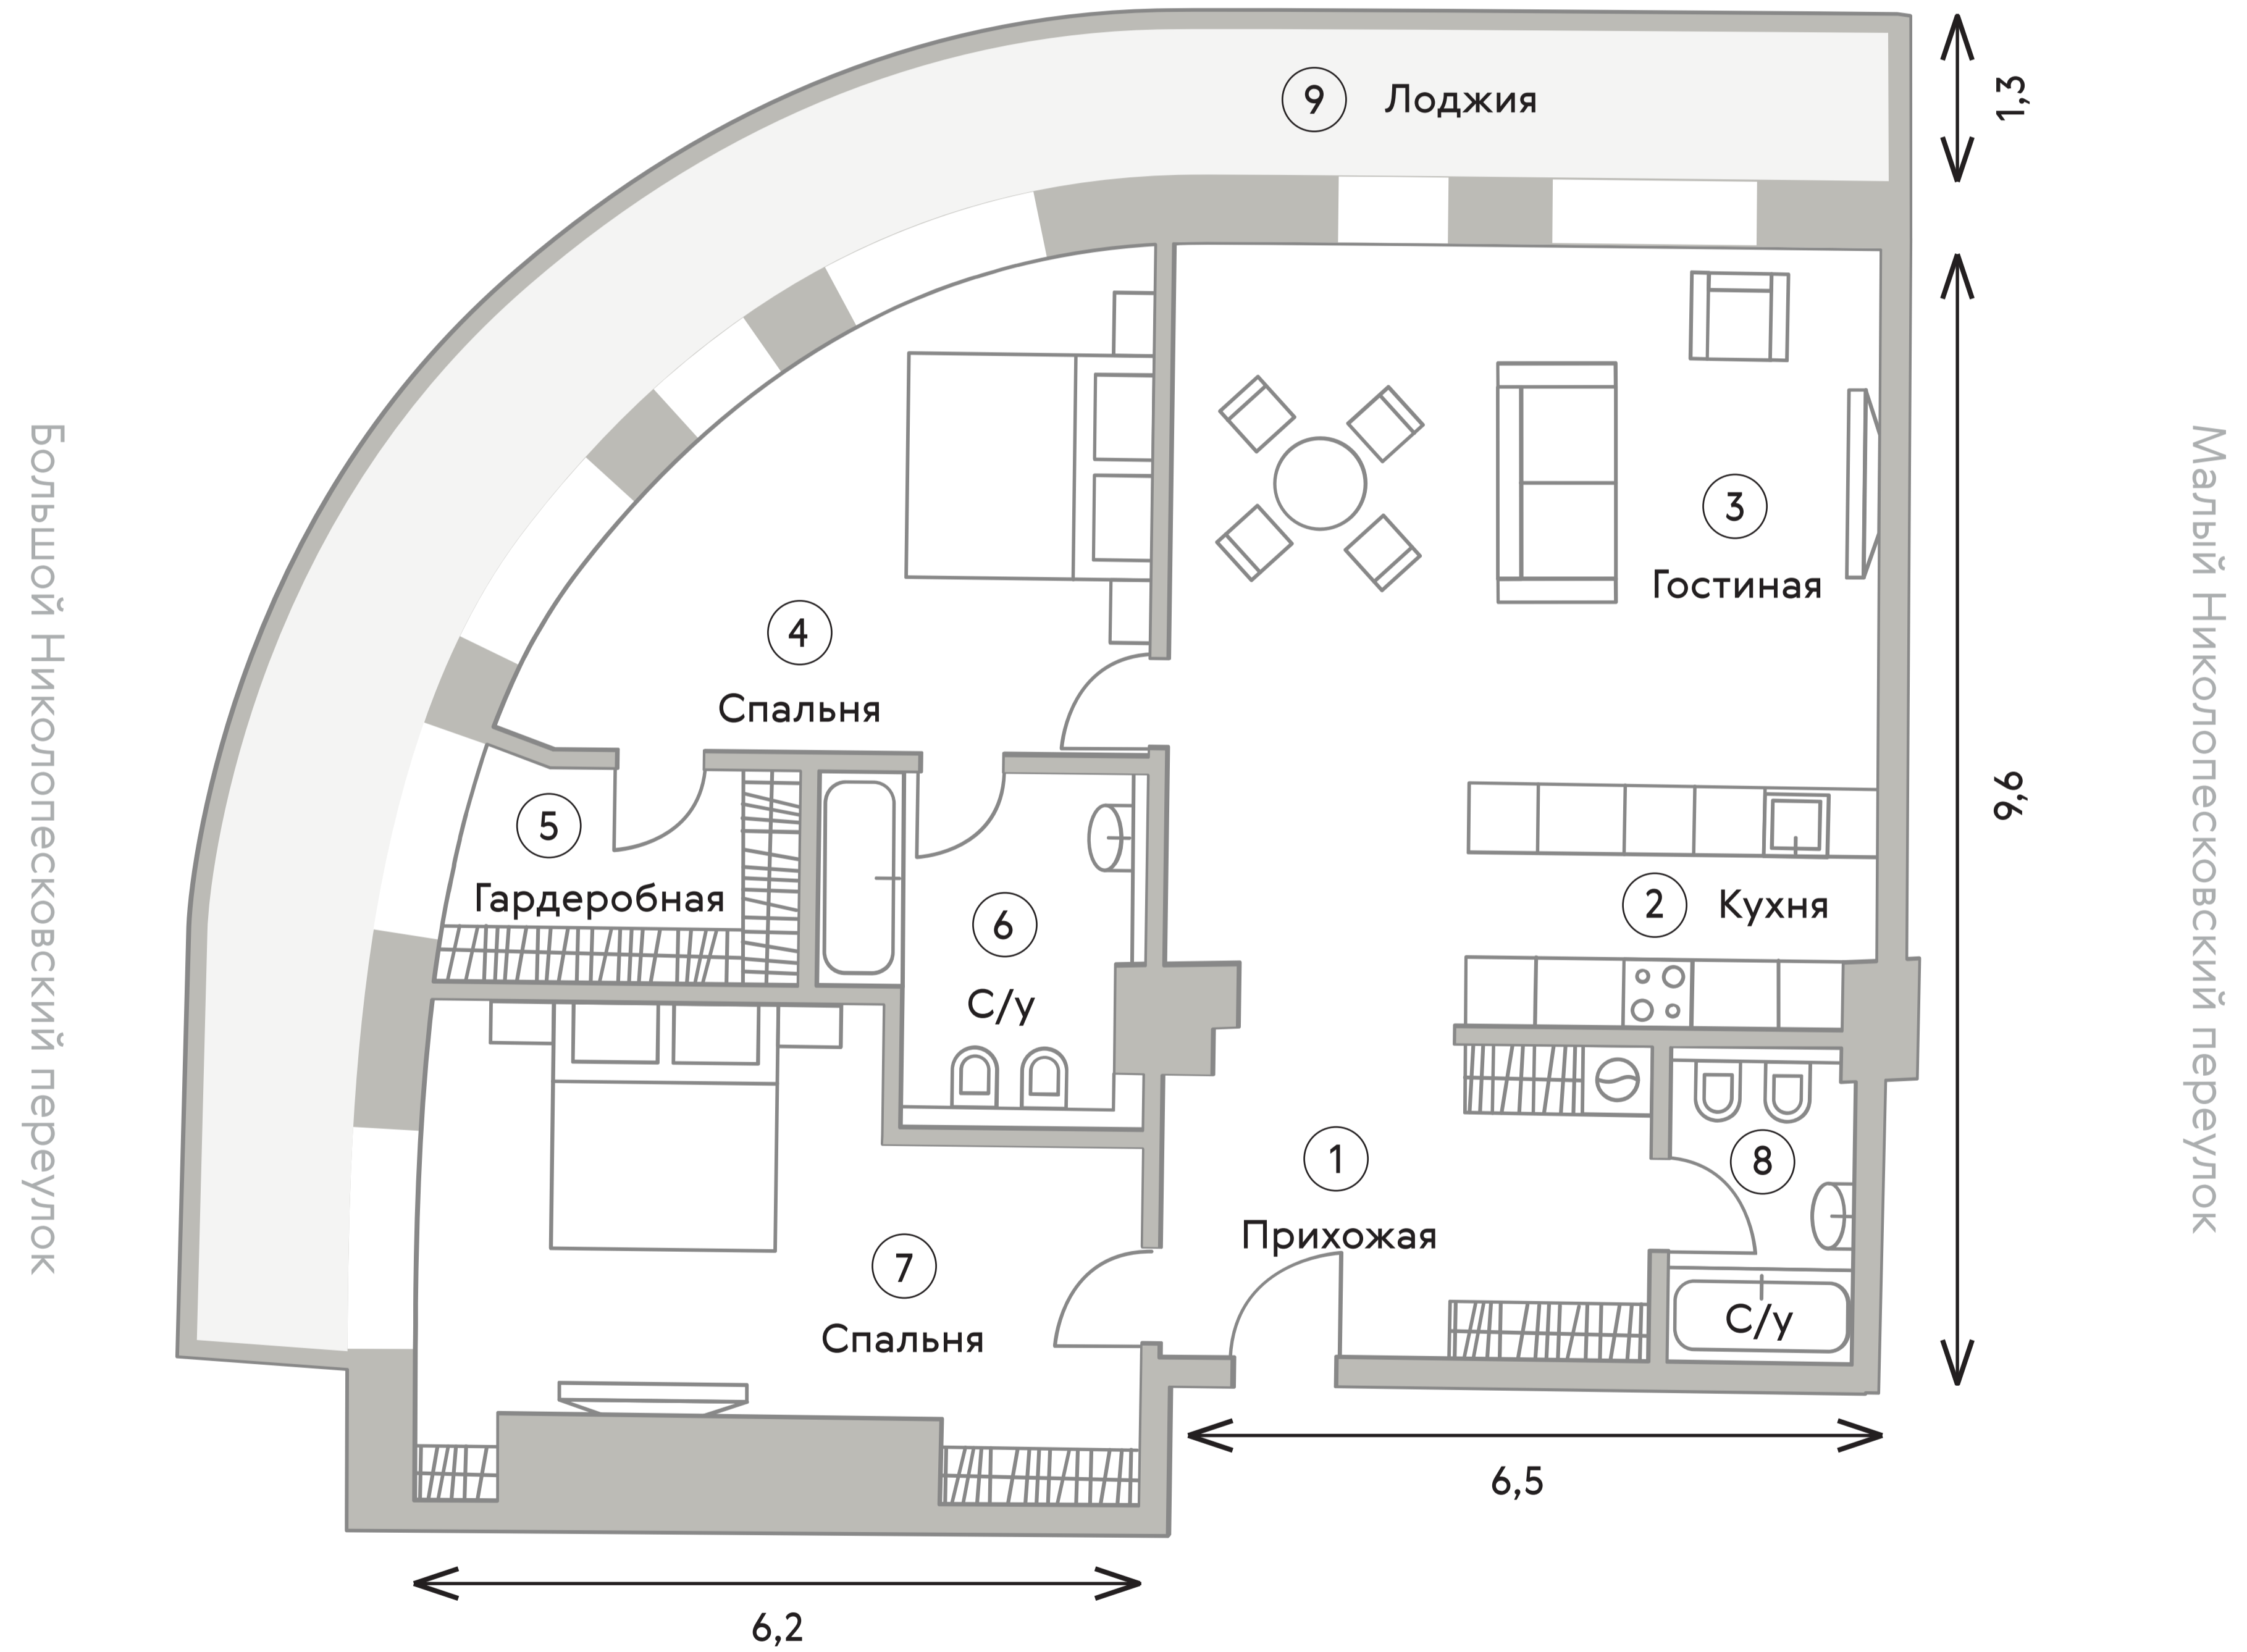 9 Лоджия
1,3
Большой Николопесковский переулок
Малый Николопесковский переулок
3
Гостиная
4
Спальня
9,6
5
Гардеробная
2 Кухня
6
С/у
1
Прихожая
8
С/у
7
Спальня
6,5
6,2